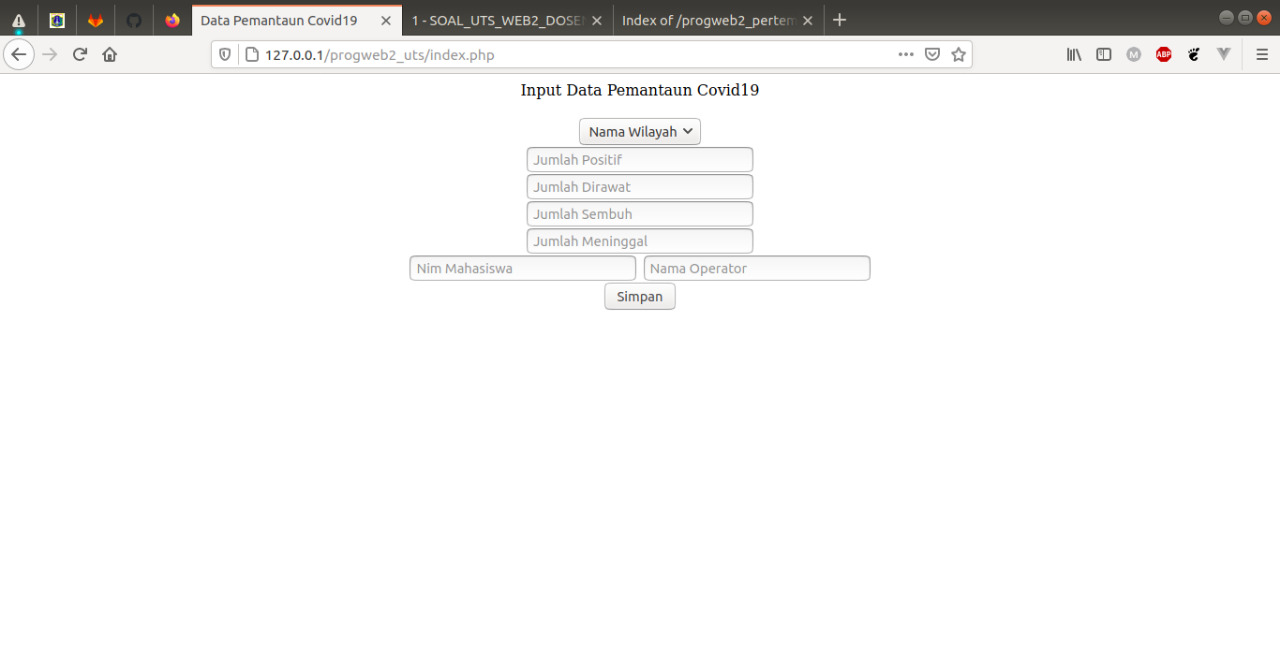 Data Pemantaun Covid19 1 - SOAL_UTS_WEB2_DOSE Index of /progweb2_pertem
127.0.0.1/progweb2_uts/index.php M ABP
Input Data Pemantaun Covid19
Nama Wilayah
Jumlah Positif
Jumlah Dirawat
Jumlah Sembuh
Jumlah Meninggal
Nim Mahasiswa Nama Operator
Simpan